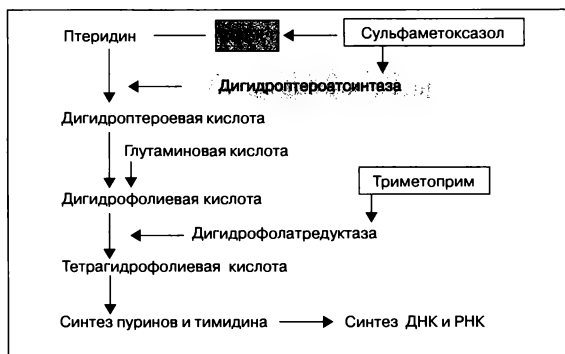 Птеридин Сульфаметоксазол
Дигидроптероатсинтаза
Дигидроптероевая кислота
Глутаминовая кислота
Триметоприм
Дигидрофолиевая кислота
Дигидрофолатредуктаза
Тетрагидрофолиевая кислота
Синтез пуринов и тимидина Синтез ДНК и РНК